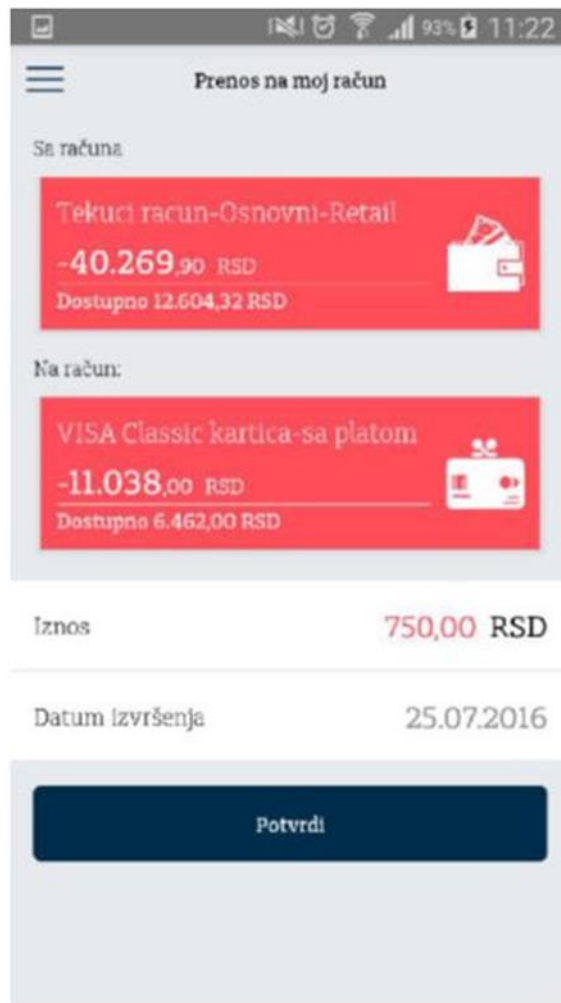 93% 11:22
Prenos na moj račun
Sa računa
Tekuci racun-Osnovni-Retail
-40.269,90 RSD
Dostupno 12.604,32 RSD
Na račun:
VISA Classic kartica-sa platom
-11.038,00 RSD
Dostupno 6.462,00 RSD
Iznos 750,00 RSD
Datum izvršenja 25.07.2016
Potvrdi